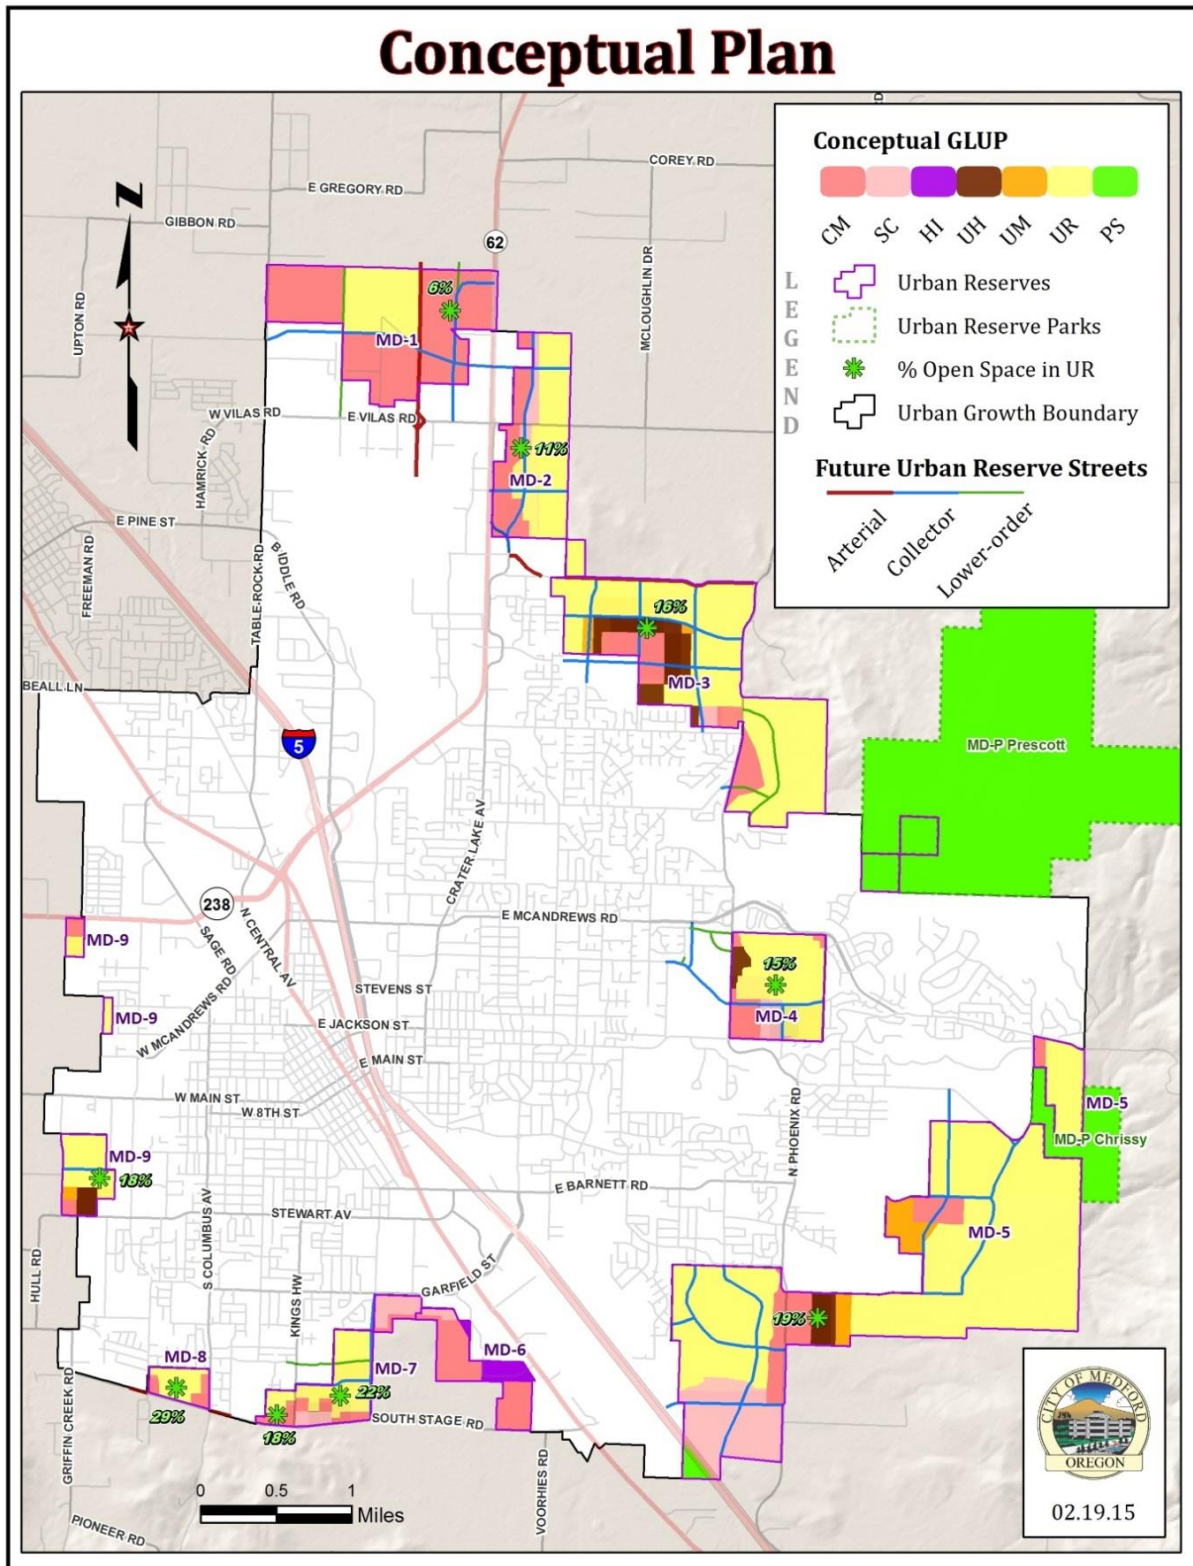 Conceptual Plan
Conceptual GLUP
CM
SC
HI
UH
UM
UR
PS
LEGEND
Urban Reserves
Urban Reserve Parks
% Open Space in UR
Urban Growth Boundary
Future Urban Reserve Streets
Arterial
Collector
Lower-order
N
COREY RD
E GREGORY RD
GIBBON RD
62
UPTON RD
MCLOUGHLIN DR
6%
MD-1
W VILAS RD
E VILAS RD
HAMRICK RD
11%
MD-2
E PINE ST
FREEMAN RD
TABLE ROCK RD
BIDDLE RD
16%
MD-3
BEALL LN
5
MD-P Prescott
CRATER LAKE AV
238
E MCANDREWS RD
MD-9
SAGE RD
N CENTRAL AV
STEVENS ST
15%
MD-4
MD-9
W MCANDREWS RD
E JACKSON ST
E MAIN ST
W MAIN ST
W 8TH ST
N PHOENIX RD
MD-5
MD-P Chrissy
MD-9
18%
E BARNETT RD
STEWART AV
S COLUMBUS AV
MD-5
HULL RD
KINGS HW
GARFIELD ST
19%
MD-8
MD-7
MD-6
22%
29%
18%
SOUTH STAGE RD
GRIFFIN CREEK RD
VOORHIES RD
PIONEER RD
0 0.5 1
Miles
CITY OF MEDFORD
OREGON
02.19.15